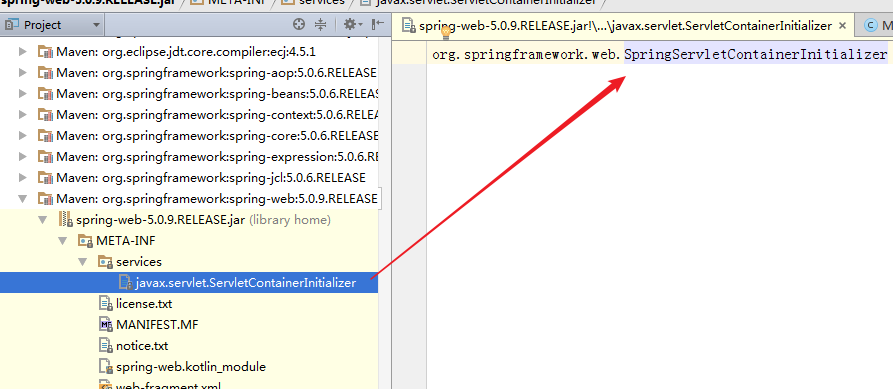 spring-web-5.0.9.RELEASE.jar META-INF services javax.servlet.ServletContainerInitializer
Project
Maven: org.eclipse.jdt.core.compiler:ecj:4.5.1
Maven: org.springframework:spring-aop:5.0.6.RELEASE
Maven: org.springframework:spring-beans:5.0.6.RELEASE
Maven: org.springframework:spring-context:5.0.6.RELEASE
Maven: org.springframework:spring-core:5.0.6.RELEASE
Maven: org.springframework:spring-expression:5.0.6.RELEASE
Maven: org.springframework:spring-jcl:5.0.6.RELEASE
Maven: org.springframework:spring-web:5.0.9.RELEASE
spring-web-5.0.9.RELEASE.jar (library home)
META-INF
services
javax.servlet.ServletContainerInitializer
license.txt
MANIFEST.MF
notice.txt
spring-web.kotlin_module
web-fragment.xml
spring-web-5.0.9.RELEASE.jar!\...\javax.servlet.ServletContainerInitializer
C M
org.springframework.web.SpringServletContainerInitializer